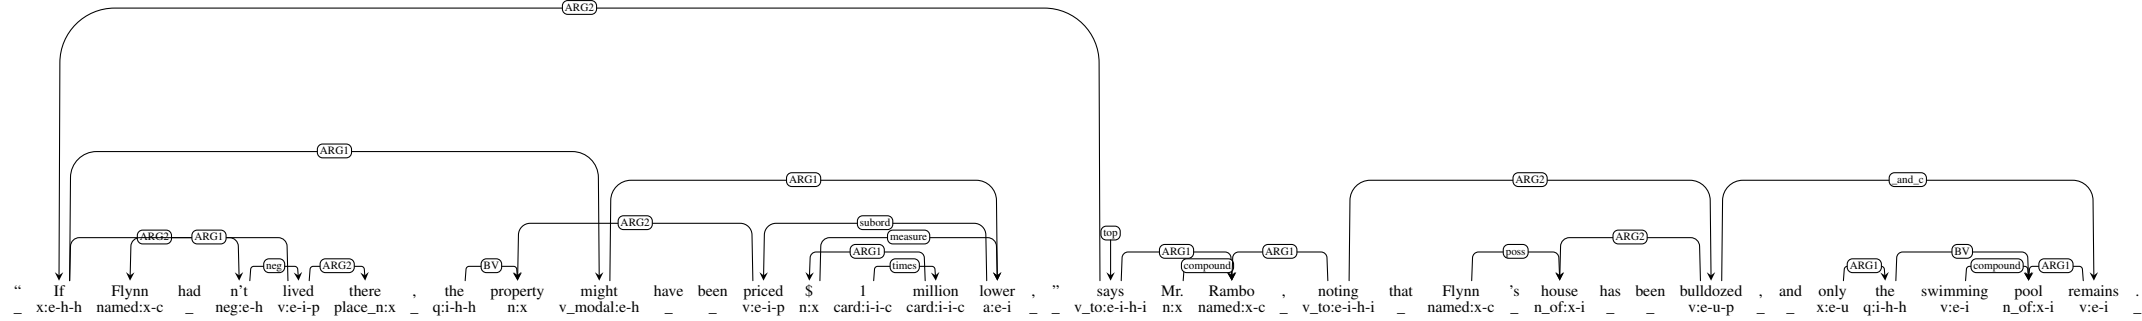 ARG2
ARG1
ARG1 ARG2
ARG2 subord _and_c
top
ARG2 ARG1 measure ARG2
ARG1 ARG1 ARG1 poss BV
neg ARG2 BV times compound ARG1 compound ARG1
“ If Flynn had n't lived there , the property might have been priced $ 1 million lower , ” says Mr. Rambo , noting that Flynn 's house has been bulldozed , and only the swimming pool remains .
_ x:e-h-h named:x-c _ neg:e-h v:e-i-p place_n:x _ q:i-h-h n:x v_modal:e-h _ _ v:e-i-p n:x card:i-i-c card:i-i-c a:e-i _ _ v_to:e-i-h-i n:x named:x-c _ v_to:e-i-h-i _ named:x-c _ n_of:x-i _ _ v:e-u-p _ _ x:e-u q:i-h-h v:e-i n_of:x-i v:e-i _